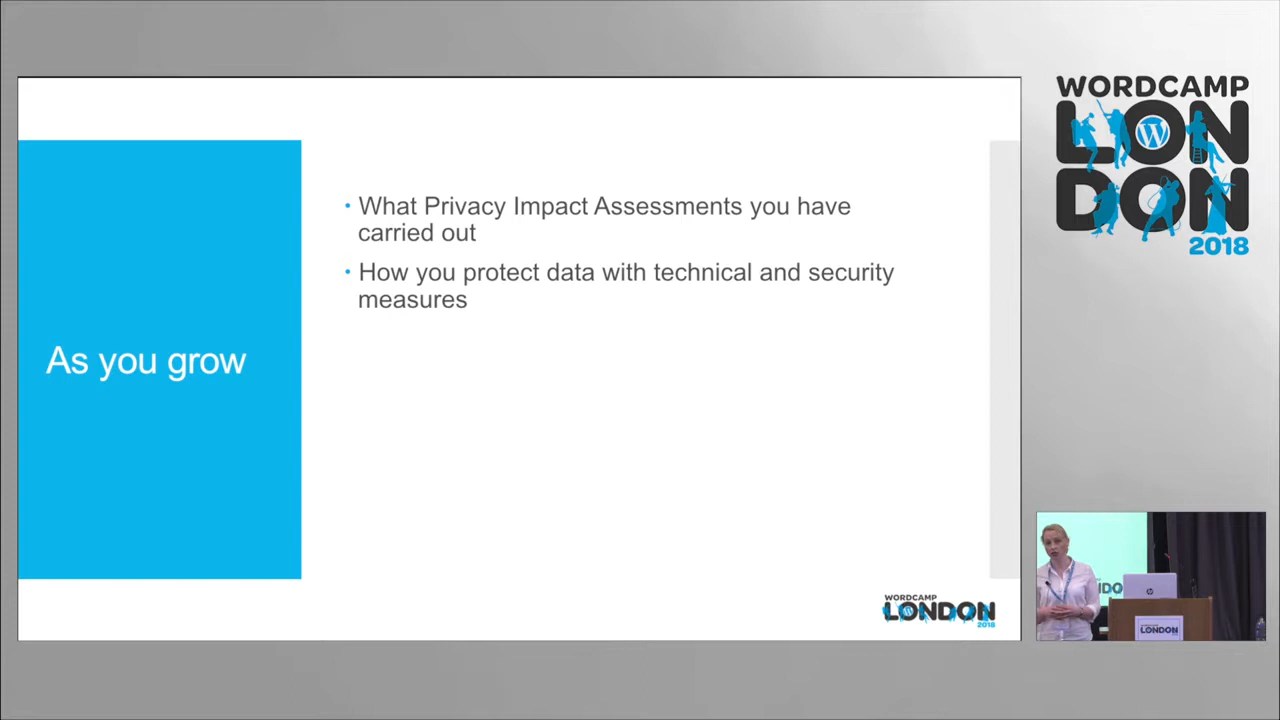 WORDCAMP
LONDON
2018
• What Privacy Impact Assessments you have
carried out
• How you protect data with technical and security
measures
As you grow
WORDCAMP
LONDON
2018
LONDON